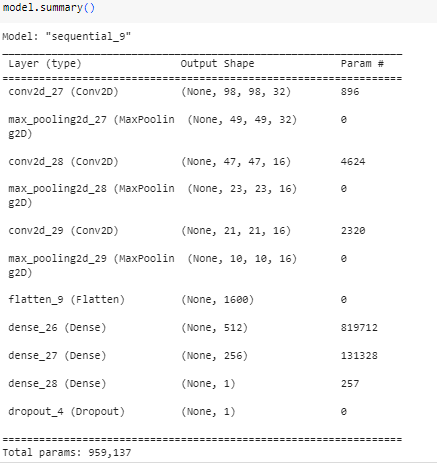 model.summary()
Model: "sequential_9"
Layer (type) Output Shape Param #
conv2d_27 (Conv2D) (None, 98, 98, 32) 896
max_pooling2d_27 (MaxPoolin (None, 49, 49, 32) 0
g2D)
conv2d_28 (Conv2D) (None, 47, 47, 16) 4624
max_pooling2d_28 (MaxPoolin (None, 23, 23, 16) 0
g2D)
conv2d_29 (Conv2D) (None, 21, 21, 16) 2320
max_pooling2d_29 (MaxPoolin (None, 10, 10, 16) 0
g2D)
flatten_9 (Flatten) (None, 1600) 0
dense_26 (Dense) (None, 512) 819712
dense_27 (Dense) (None, 256) 131328
dense_28 (Dense) (None, 1) 257
dropout_4 (Dropout) (None, 1) 0
Total params: 959,137